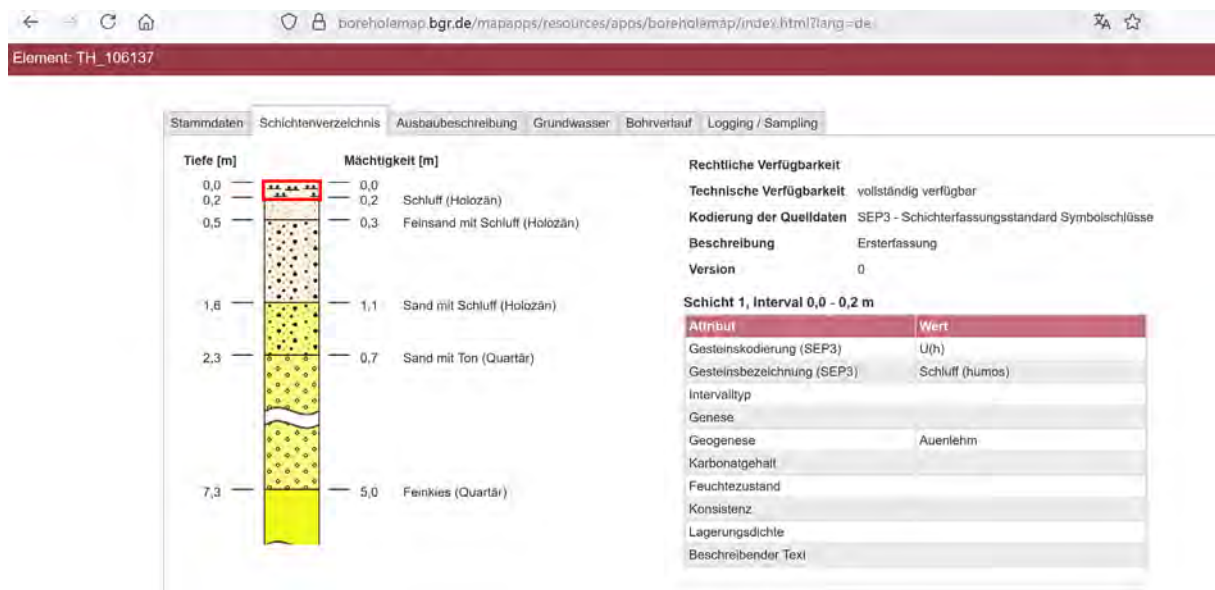 boreholemap.bgr.de/mapapps/resources/apps/boreholemap/index.html?lang=de
Element: TH_106137
Stammdaten Schichtenverzeichnis Ausbaubeschreibung Grundwasser Bohrverlauf Logging / Sampling
Tiefe [m] Mächtigkeit [m]
0,0 0,0
0,2 0,2 Schluff (Holozän)
0,5 0,3 Feinsand mit Schluff (Holozän)
1,6 1,1 Sand mit Schluff (Holozän)
2,3 0,7 Sand mit Ton (Quartär)
7,3 5,0 Feinkies (Quartär)
Rechtliche Verfügbarkeit
Technische Verfügbarkeit vollständig verfügbar
Kodierung der Quelldaten SEP3 - Schichterfassungsstandard Symbolschlüsse
Beschreibung Ersterfassung
Version 0
Schicht 1, Interval 0,0 - 0,2 m
Attribut Wert
Gesteinskodierung (SEP3) U(h)
Gesteinsbezeichnung (SEP3) Schluff (humos)
Intervalltyp
Genese
Geogenese Auenlehm
Karbonatgehalt
Feuchtezustand
Konsistenz
Lagerungsdichte
Beschreibender Text